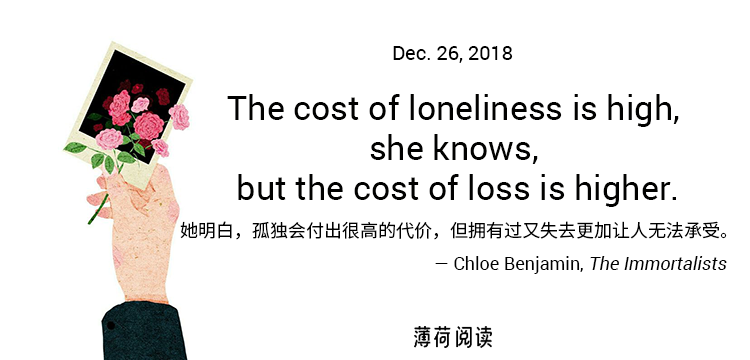 Dec. 26, 2018
The cost of loneliness is high,
she knows,
but the cost of loss is higher.
她明白，孤独会付出很高的代价，但拥有过又失去更加让人无法承受。
— Chloe Benjamin, The Immortalists
薄荷阅读